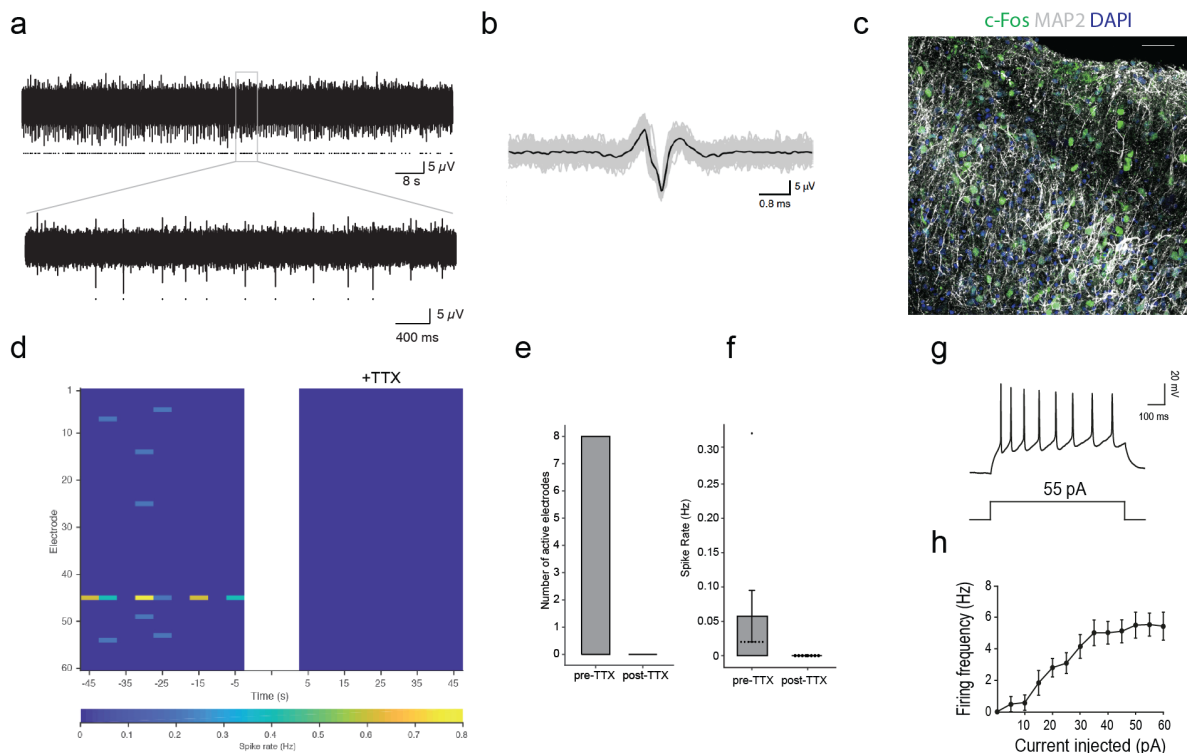 a
5 µV
8 s
5 µV
400 ms
b
5 µV
0.8 ms
c
c-Fos MAP2 DAPI
d
+TTX
Electrode
1
10
20
30
40
50
60
-45 -35 -25 -15 -5 5 15 25 35 45
Time (s)
0 0.1 0.2 0.3 0.4 0.5 0.6 0.7 0.8
Spike rate (Hz)
e
Number of active electrodes
8
7
6
5
4
3
2
1
0
pre-TTX post-TTX
f
Spike Rate (Hz)
0.30
0.25
0.20
0.15
0.10
0.05
0
pre-TTX post-TTX
g
20 mV
100 ms
55 pA
h
Firing frequency (Hz)
8
6
4
2
0
10 20 30 40 50 60
Current injected (pA)